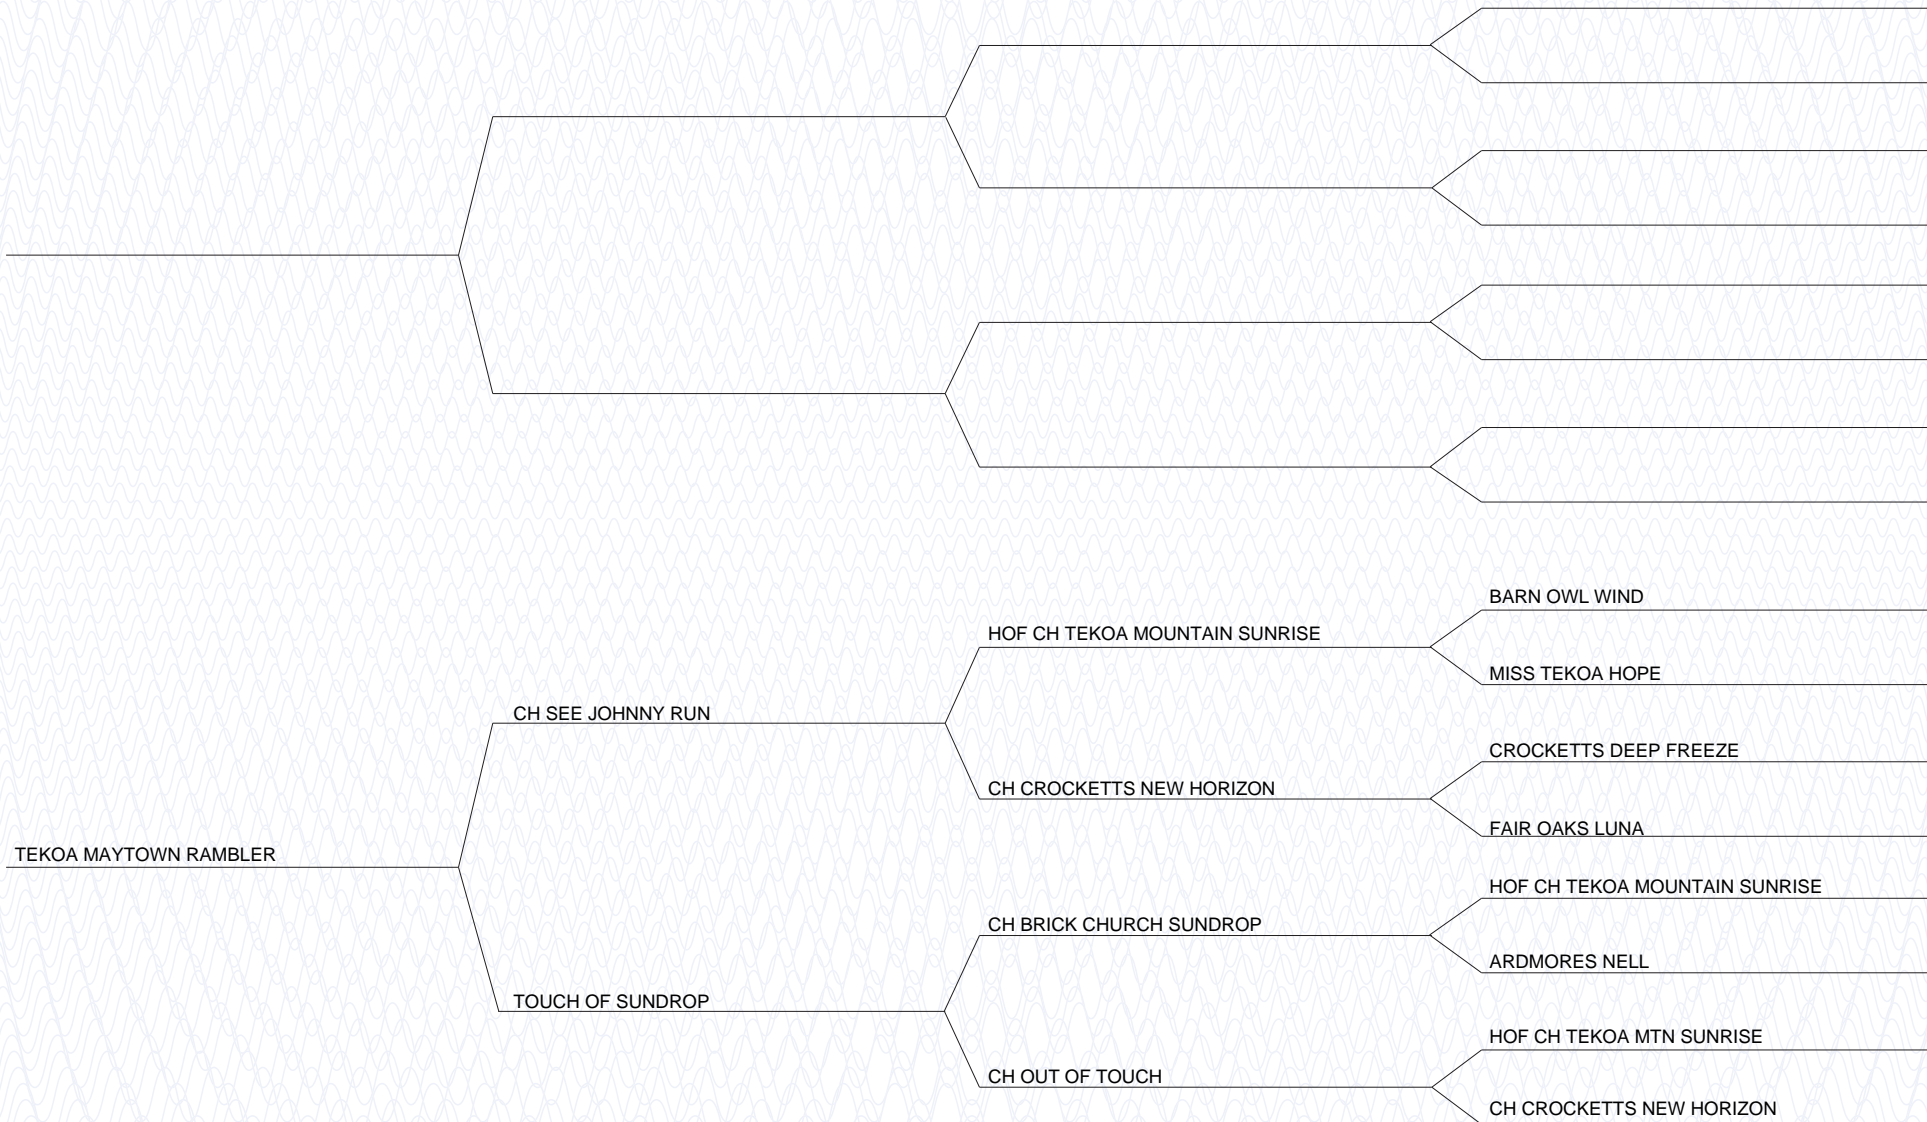 BARN OWL WIND
HOF CH TEKOA MOUNTAIN SUNRISE
MISS TEKOA HOPE
CH SEE JOHNNY RUN
CROCKETTS DEEP FREEZE
CH CROCKETTS NEW HORIZON
FAIR OAKS LUNA
TEKOA MAYTOWN RAMBLER
HOF CH TEKOA MOUNTAIN SUNRISE
CH BRICK CHURCH SUNDROP
ARDMORES NELL
TOUCH OF SUNDROP
HOF CH TEKOA MTN SUNRISE
CH OUT OF TOUCH
CH CROCKETTS NEW HORIZON